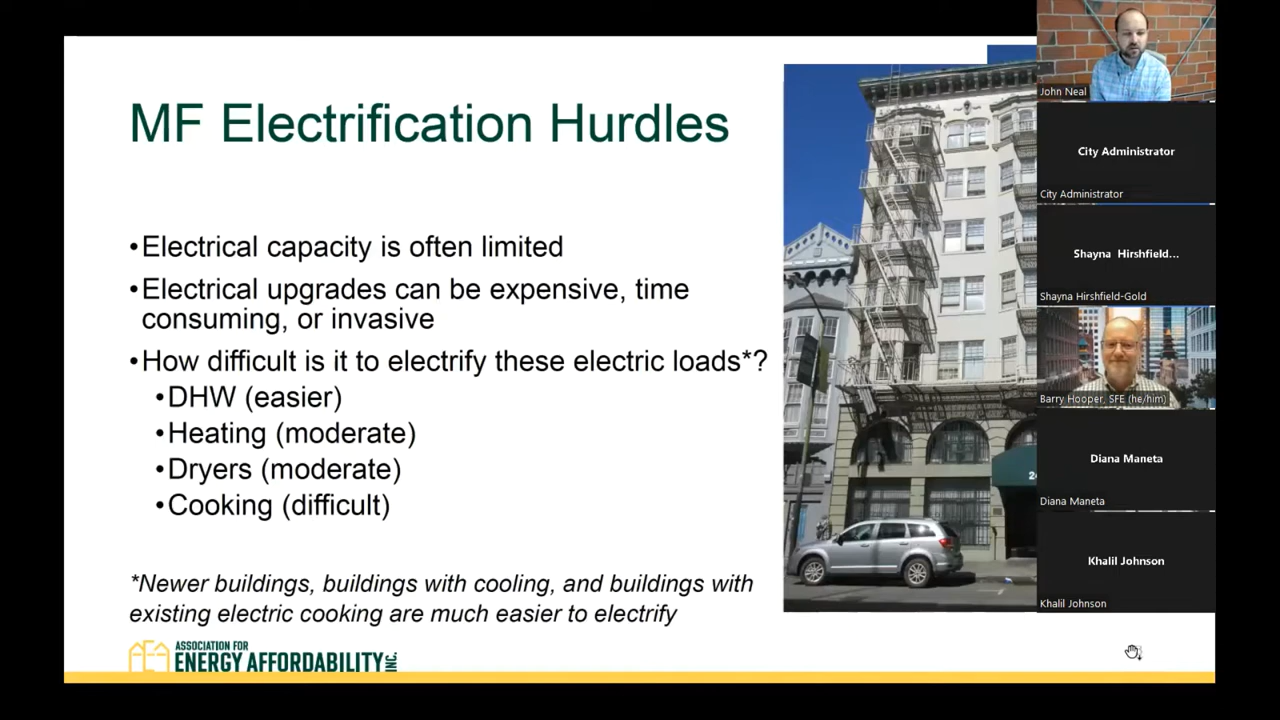 MF Electrification Hurdles
•Electrical capacity is often limited
•Electrical upgrades can be expensive, time
consuming, or invasive
•How difficult is it to electrify these electric loads*?
•DHW (easier)
•Heating (moderate)
•Dryers (moderate)
•Cooking (difficult)
*Newer buildings, buildings with cooling, and buildings with
existing electric cooking are much easier to electrify
ASSOCIATION FOR
ENERGY AFFORDABILITY INC.
John Neal
City Administrator
City Administrator
Shayna Hirshfield...
Shayna Hirshfield-Gold
Barry Hooper, SFE (he/him)
Diana Maneta
Diana Maneta
Khalil Johnson
Khalil Johnson